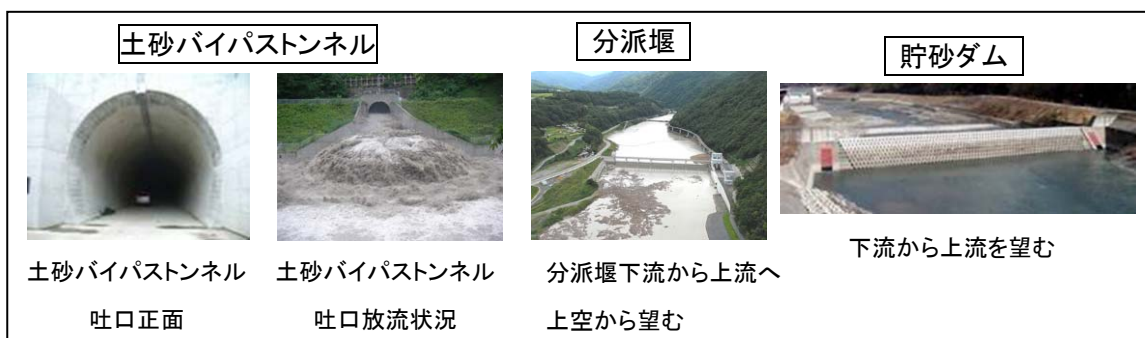 土砂バイパストンネル
分派堰
貯砂ダム
土砂バイパストンネル
吐口正面
土砂バイパストンネル
吐口放流状況
分派堰下流から上流へ
上空から望む
下流から上流を望む